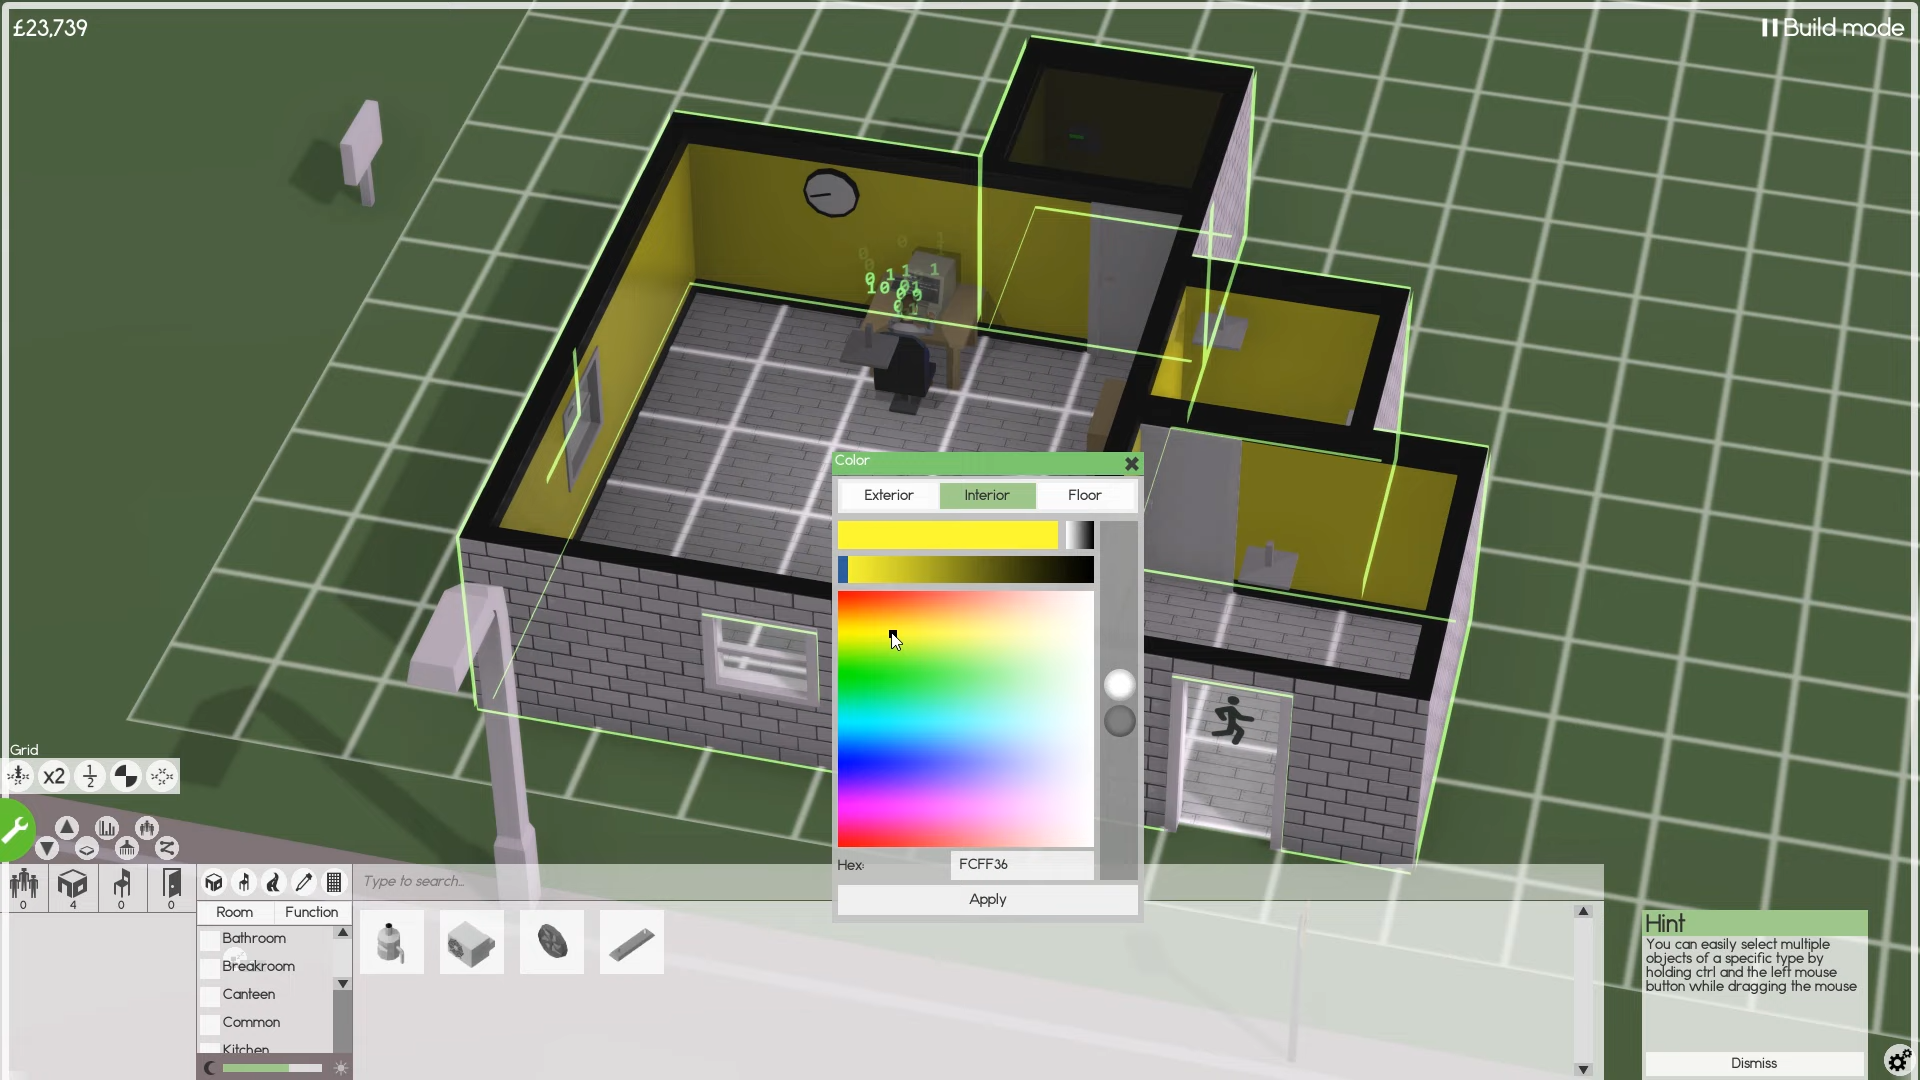 £23,739
Build mode
Color
Exterior
Interior
Floor
Hex:
FCFF36
Apply
Grid
x2
1
2
0
4
0
0
Type to search...
Room
Function
Bathroom
Breakroom
Canteen
Common
Kitchen
Hint
You can easily select multiple
objects of a specific type by
holding ctrl and the left mouse
button while dragging the mouse
Dismiss